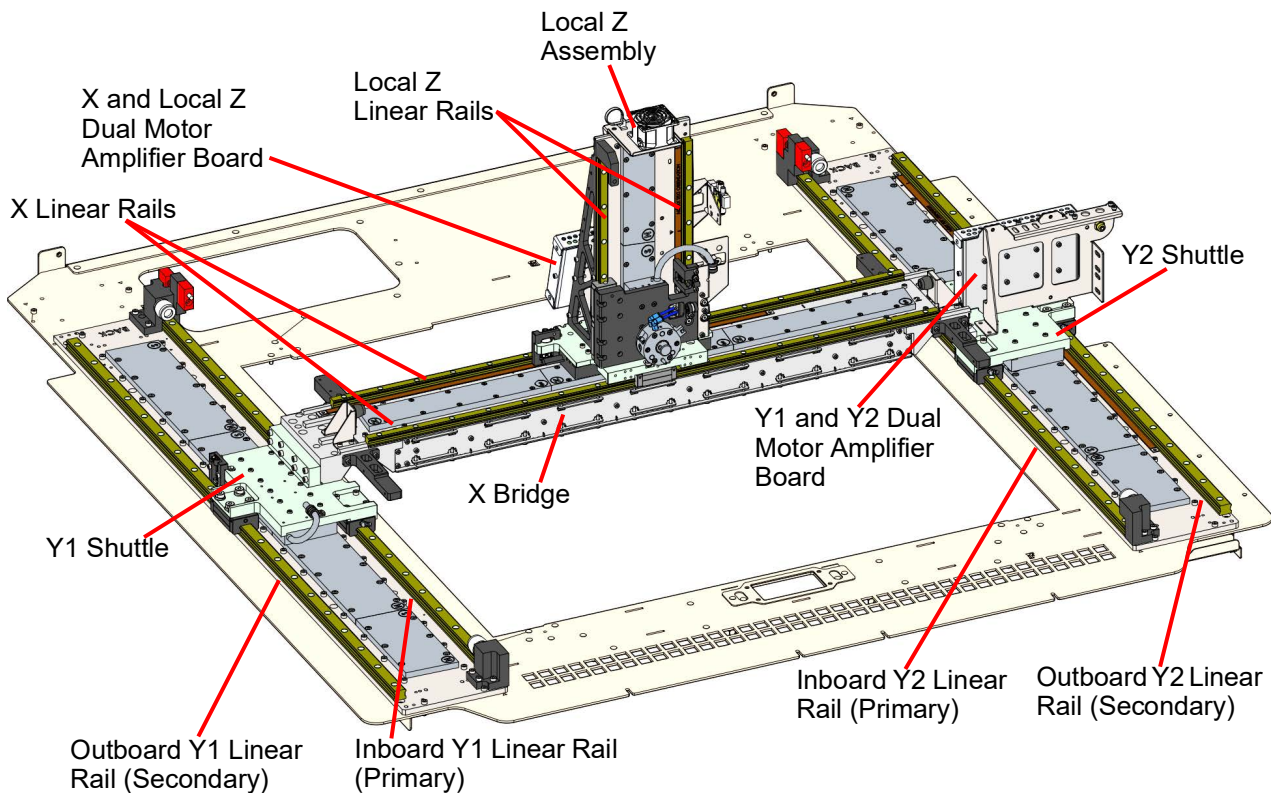 Local Z
Assembly
Local Z
Linear Rails
X and Local Z
Dual Motor
Amplifier Board
X Linear Rails
BACK
BACK
Y2 Shuttle
Y1 and Y2 Dual
Motor Amplifier
Board
X Bridge
Y1 Shuttle
Inboard Y2 Linear
Rail (Primary)
Outboard Y2 Linear
Rail (Secondary)
Outboard Y1 Linear
Rail (Secondary)
Inboard Y1 Linear Rail
(Primary)